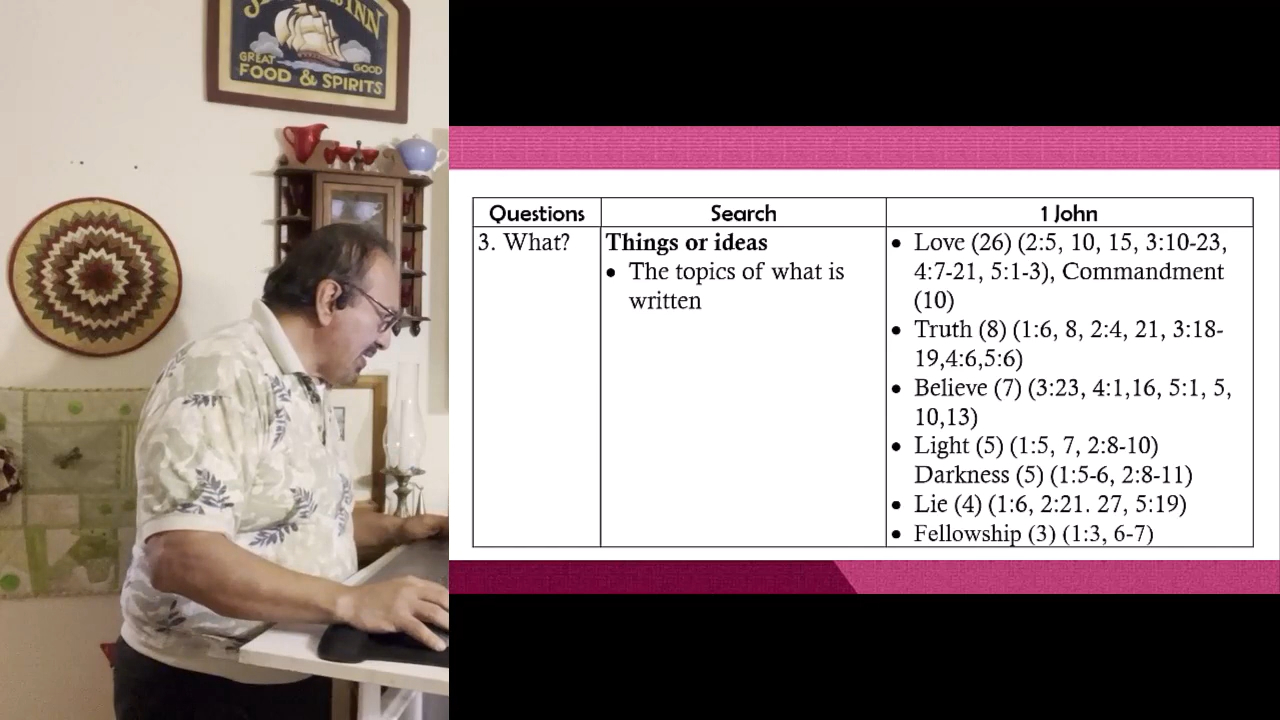 INN
GREAT GOOD
FOOD & SPIRITS
Questions Search 1 John
3. What? Things or ideas
• The topics of what is
written
• Love (26) (2:5, 10, 15, 3:10-23,
4:7-21, 5:1-3), Commandment
(10)
• Truth (8) (1:6, 8, 2:4, 21, 3:18-
19,4:6,5:6)
• Believe (7) (3:23, 4:1,16, 5:1, 5,
10,13)
• Light (5) (1:5, 7, 2:8-10)
Darkness (5) (1:5-6, 2:8-11)
• Lie (4) (1:6, 2:21. 27, 5:19)
• Fellowship (3) (1:3, 6-7)